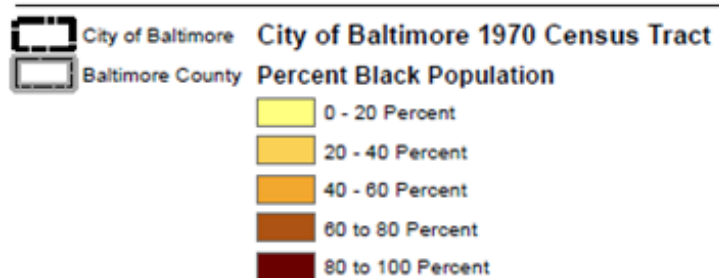 City of Baltimore
City of Baltimore 1970 Census Tract
Baltimore County
Percent Black Population
0 - 20 Percent
20 - 40 Percent
40 - 60 Percent
60 to 80 Percent
80 to 100 Percent